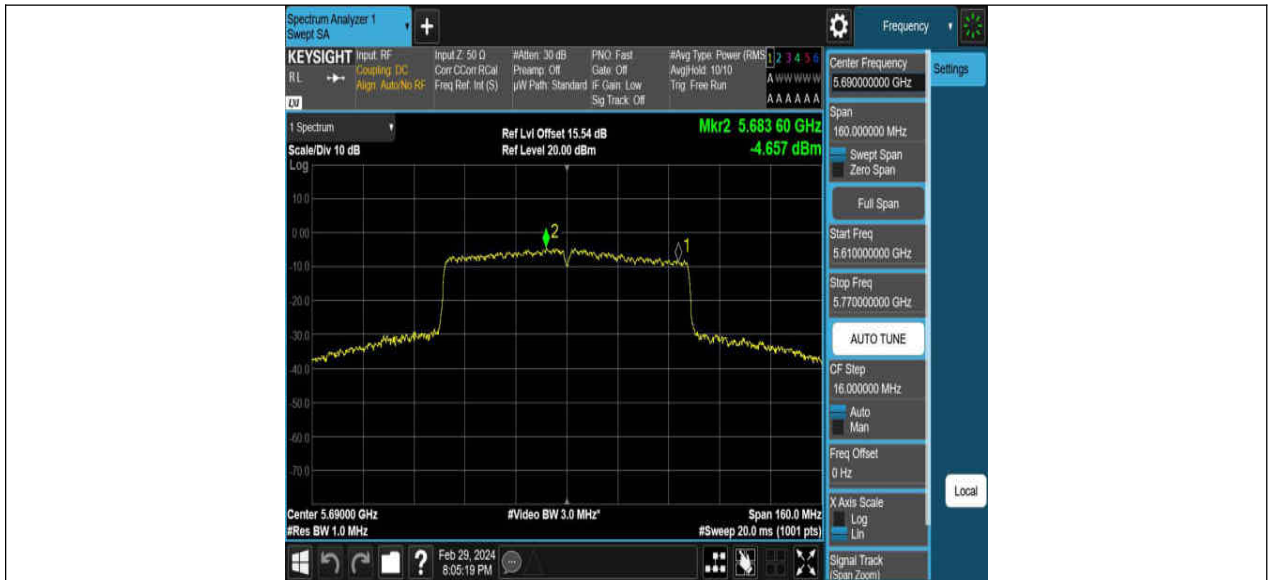 Spectrum Analyzer 1
Swept SA
+
Frequency
KEYSIGHT
RL
Input: RF
Coupling: DC
Align: Auto/No RF
Input Z: 50 Ω
Corr CCorr RCal
Freq Ref: Int (S)
#Atten: 30 dB
Preamp: Off
µW Path: Standard
PNO: Fast
Gate: Off
IF Gain: Low
Sig Track: Off
#Avg Type: Power (RMS
Avg|Hold: 10/10
Trig: Free Run
1 2 3 4 5 6
A W W W W W
A A A A A A
1 Spectrum
Scale/Div 10 dB
Log
Ref Lvl Offset 15.54 dB
Ref Level 20.00 dBm
Mkr2 5.683 60 GHz
-4.657 dBm
10.0
0.00
-10.0
-20.0
-30.0
-40.0
-50.0
-60.0
-70.0
2
1
Center 5.69000 GHz
#Res BW 1.0 MHz
#Video BW 3.0 MHz*
Span 160.0 MHz
#Sweep 20.0 ms (1001 pts)
Feb 29, 2024
8:05:19 PM
?
Center Frequency
5.690000000 GHz
Settings
Span
160.000000 MHz
Swept Span
Zero Span
Full Span
Start Freq
5.610000000 GHz
Stop Freq
5.770000000 GHz
AUTO TUNE
CF Step
16.000000 MHz
Auto
Man
Freq Offset
0 Hz
X Axis Scale
Log
Lin
Local
Signal Track
(Span Zoom)